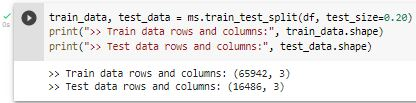 0s
train_data, test_data = ms.train_test_split(df, test_size=0.20)
print(">> Train data rows and columns:", train_data.shape)
print(">> Test data rows and columns:", test_data.shape)
>> Train data rows and columns: (65942, 3)
>> Test data rows and columns: (16486, 3)